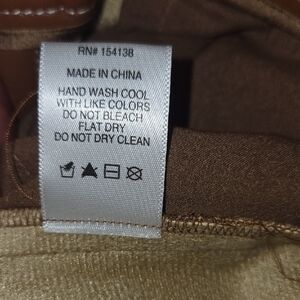 RN# 154138
MADE IN CHINA
HAND WASH COOL
WITH LIKE COLORS
DO NOT BLEACH
FLAT DRY
DO NOT DRY CLEAN